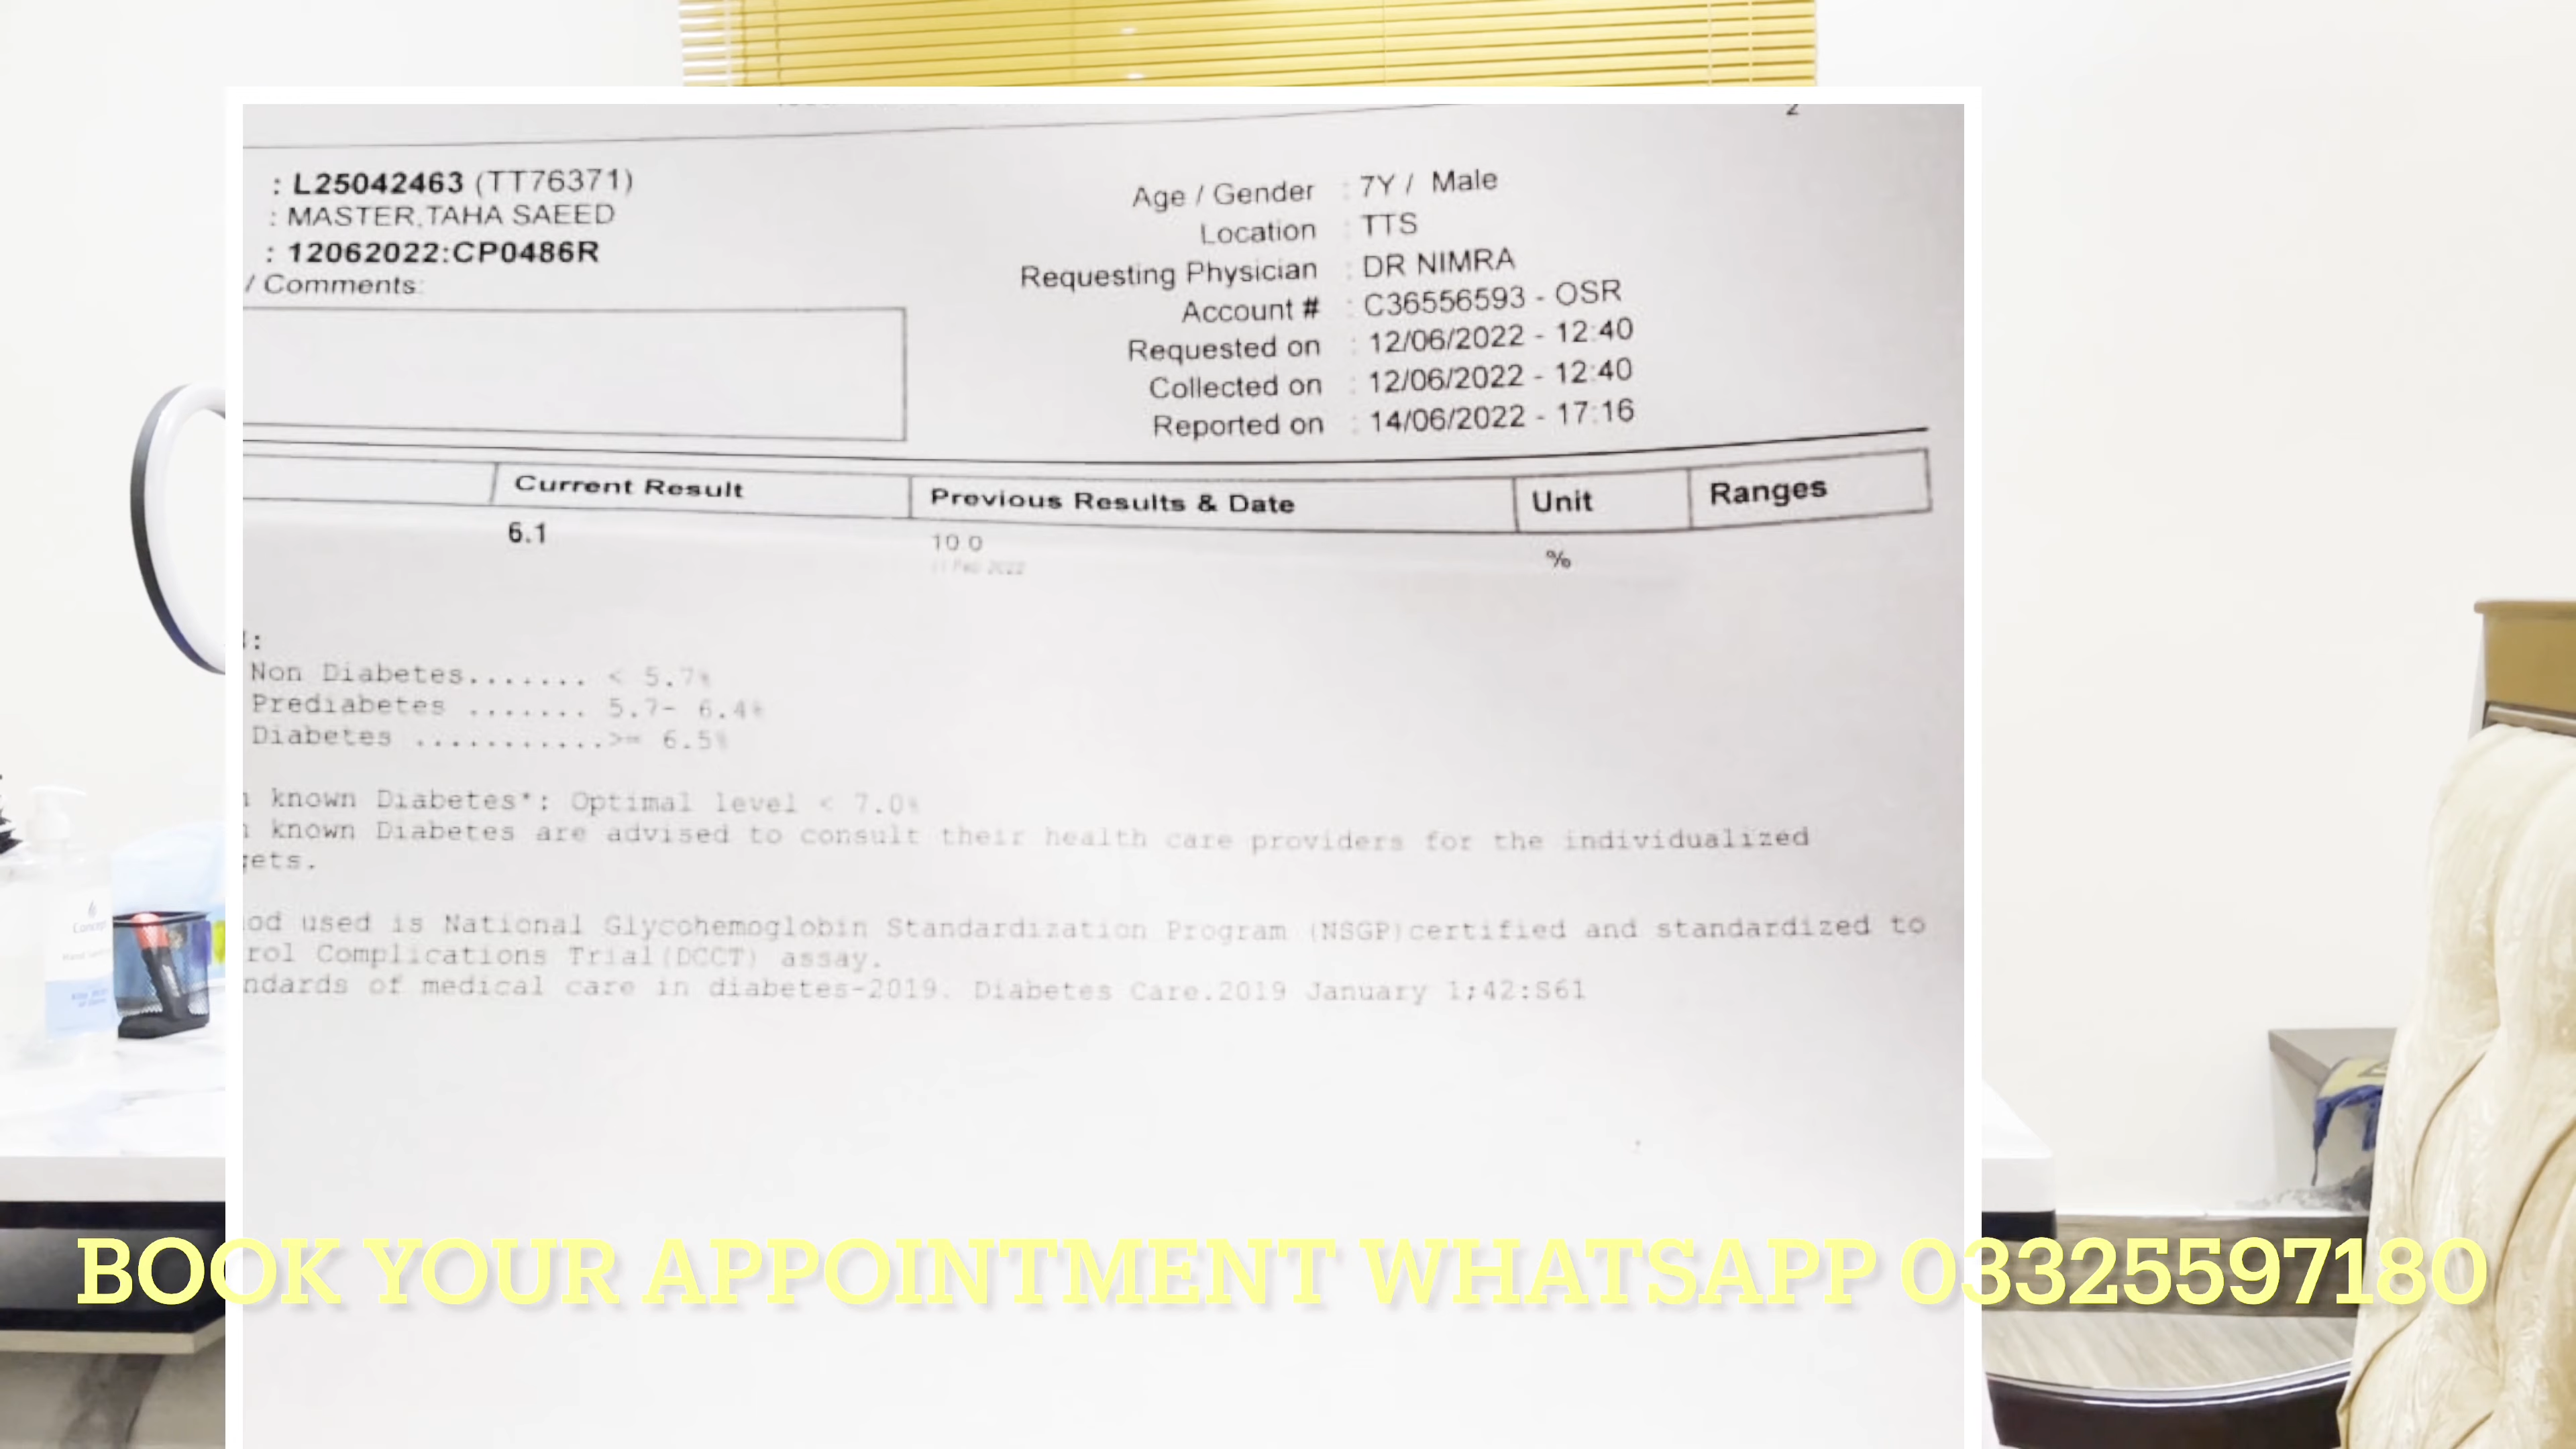 2
: L25042463 (TT76371)
: MASTER.TAHA SAEED
: 12062022:CP0486R
/ Comments:
Age / Gender : 7Y / Male
Location : TTS
Requesting Physician : DR NIMRA
Account # : C36556593 - OSR
Requested on : 12/06/2022 - 12:40
Collected on : 12/06/2022 - 12:40
Reported on : 14/06/2022 - 17:16
Current Result Previous Results & Date Unit Ranges
6.1 10.0 %
Feb 2022
Non Diabetes....... < 5.7%
Prediabetes ....... 5.7- 6.4%
Diabetes ...........>= 6.5%
known Diabetes*: Optimal level < 7.0%
known Diabetes are advised to consult their health care providers for the individualized
gets.
od used is National Glycohemoglobin Standardization Program (NSGP)certified and standardized to
rol Complications Trial(DCCT) assay.
ndards of medical care in diabetes-2019. Diabetes Care.2019 January 1;42:S61
BOOK YOUR APPOINTMENT WHATSAPP 03325597180